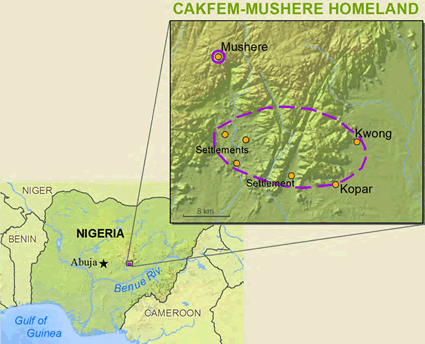 CAKFEM-MUSHERE HOMELAND
Mushere
Kwong
Settlements
Settlement
Kopar
8 km
NIGER
BENIN
NIGERIA
Abuja
Benue Riv.
CAMEROON
Gulf of
Guinea